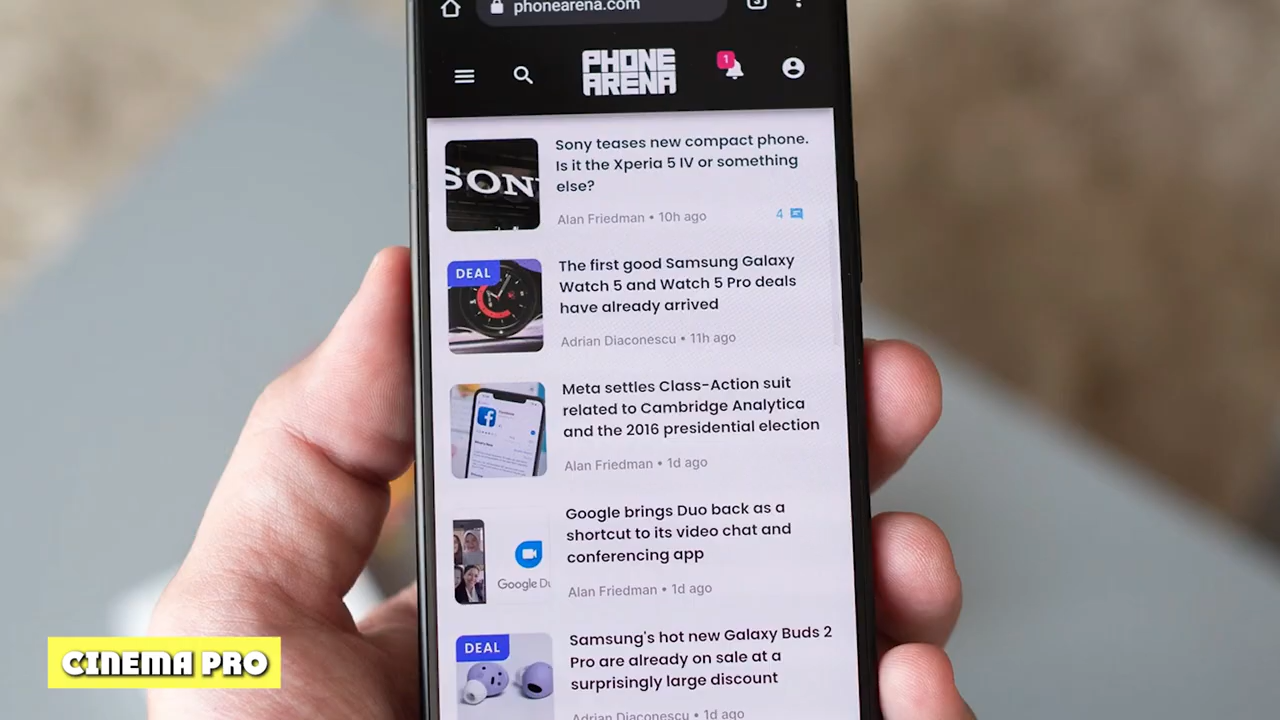 phonearena.com
3
PHONE
ARENA
1
SONY
Sony teases new compact phone.
Is it the Xperia 5 IV or something
else?
Alan Friedman • 10h ago
4
DEAL
The first good Samsung Galaxy
Watch 5 and Watch 5 Pro deals
have already arrived
Adrian Diaconescu • 11h ago
Meta settles Class-Action suit
related to Cambridge Analytica
and the 2016 presidential election
Alan Friedman • 1d ago
Google brings Duo back as a
shortcut to its video chat and
conferencing app
Google Du
Alan Friedman • 1d ago
DEAL
Samsung's hot new Galaxy Buds 2
Pro are already on sale at a
surprisingly large discount
Adrian Diaconescu • 1d ago
CINEMA PRO